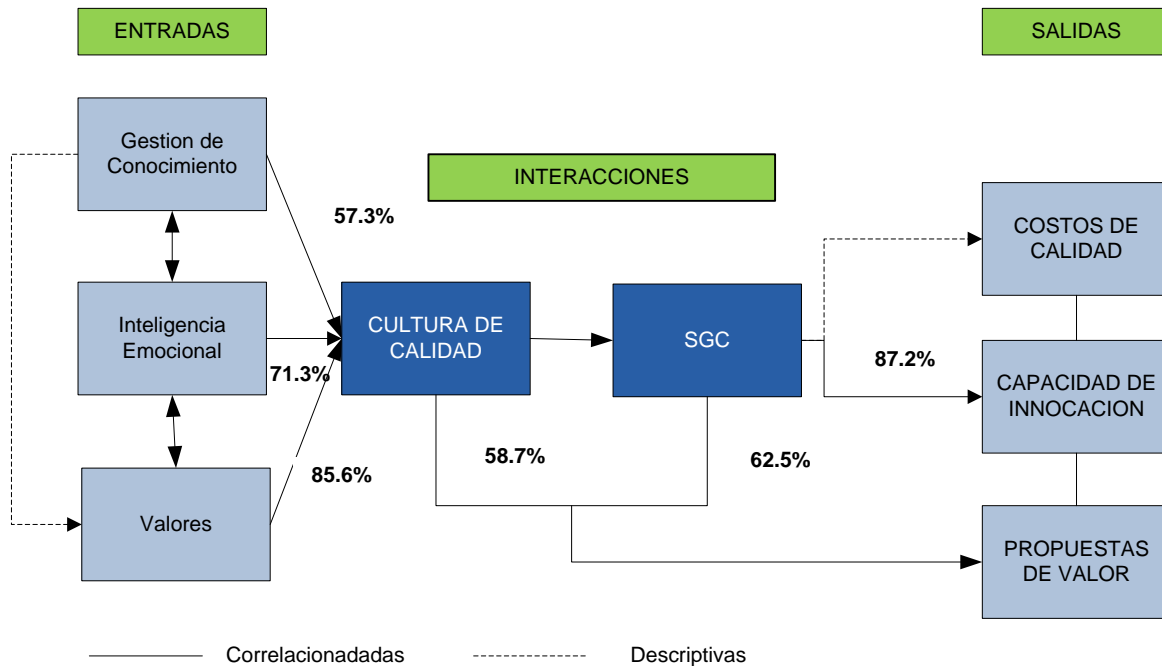 ENTRADAS
SALIDAS
Gestion de
Conocimiento
INTERACCIONES
57.3%
COSTOS DE
CALIDAD
Inteligencia
Emocional
71.3%
CULTURA DE
CALIDAD
SGC
87.2%
CAPACIDAD DE
INNOCACION
85.6%
58.7%
62.5%
Valores
PROPUESTAS
DE VALOR
Correlacionadadas
Descriptivas